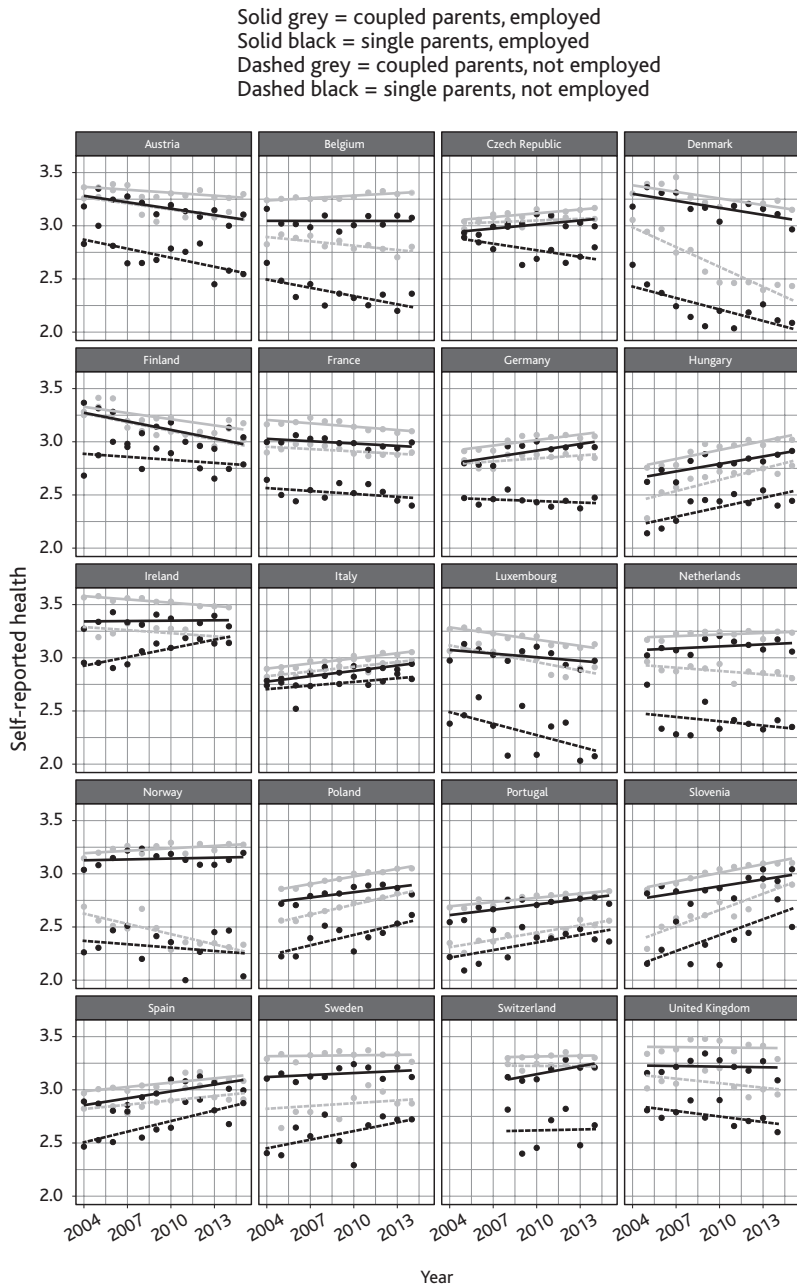 Solid grey = coupled parents, employed
Solid black = single parents, employed
Dashed grey = coupled parents, not employed
Dashed black = single parents, not employed
Austria Belgium Czech Republic Denmark
3.5
3.0
2.5
2.0
Finland France Germany Hungary
3.5
3.0
2.5
2.0
Self-reported health
Ireland Italy Luxembourg Netherlands
3.5
3.0
2.5
2.0
Norway Poland Portugal Slovenia
3.5
3.0
2.5
2.0
Spain Sweden Switzerland United Kingdom
3.5
3.0
2.5
2.0
2004 2007 2010 2013 2004 2007 2010 2013 2004 2007 2010 2013 2004 2007 2010 2013
Year